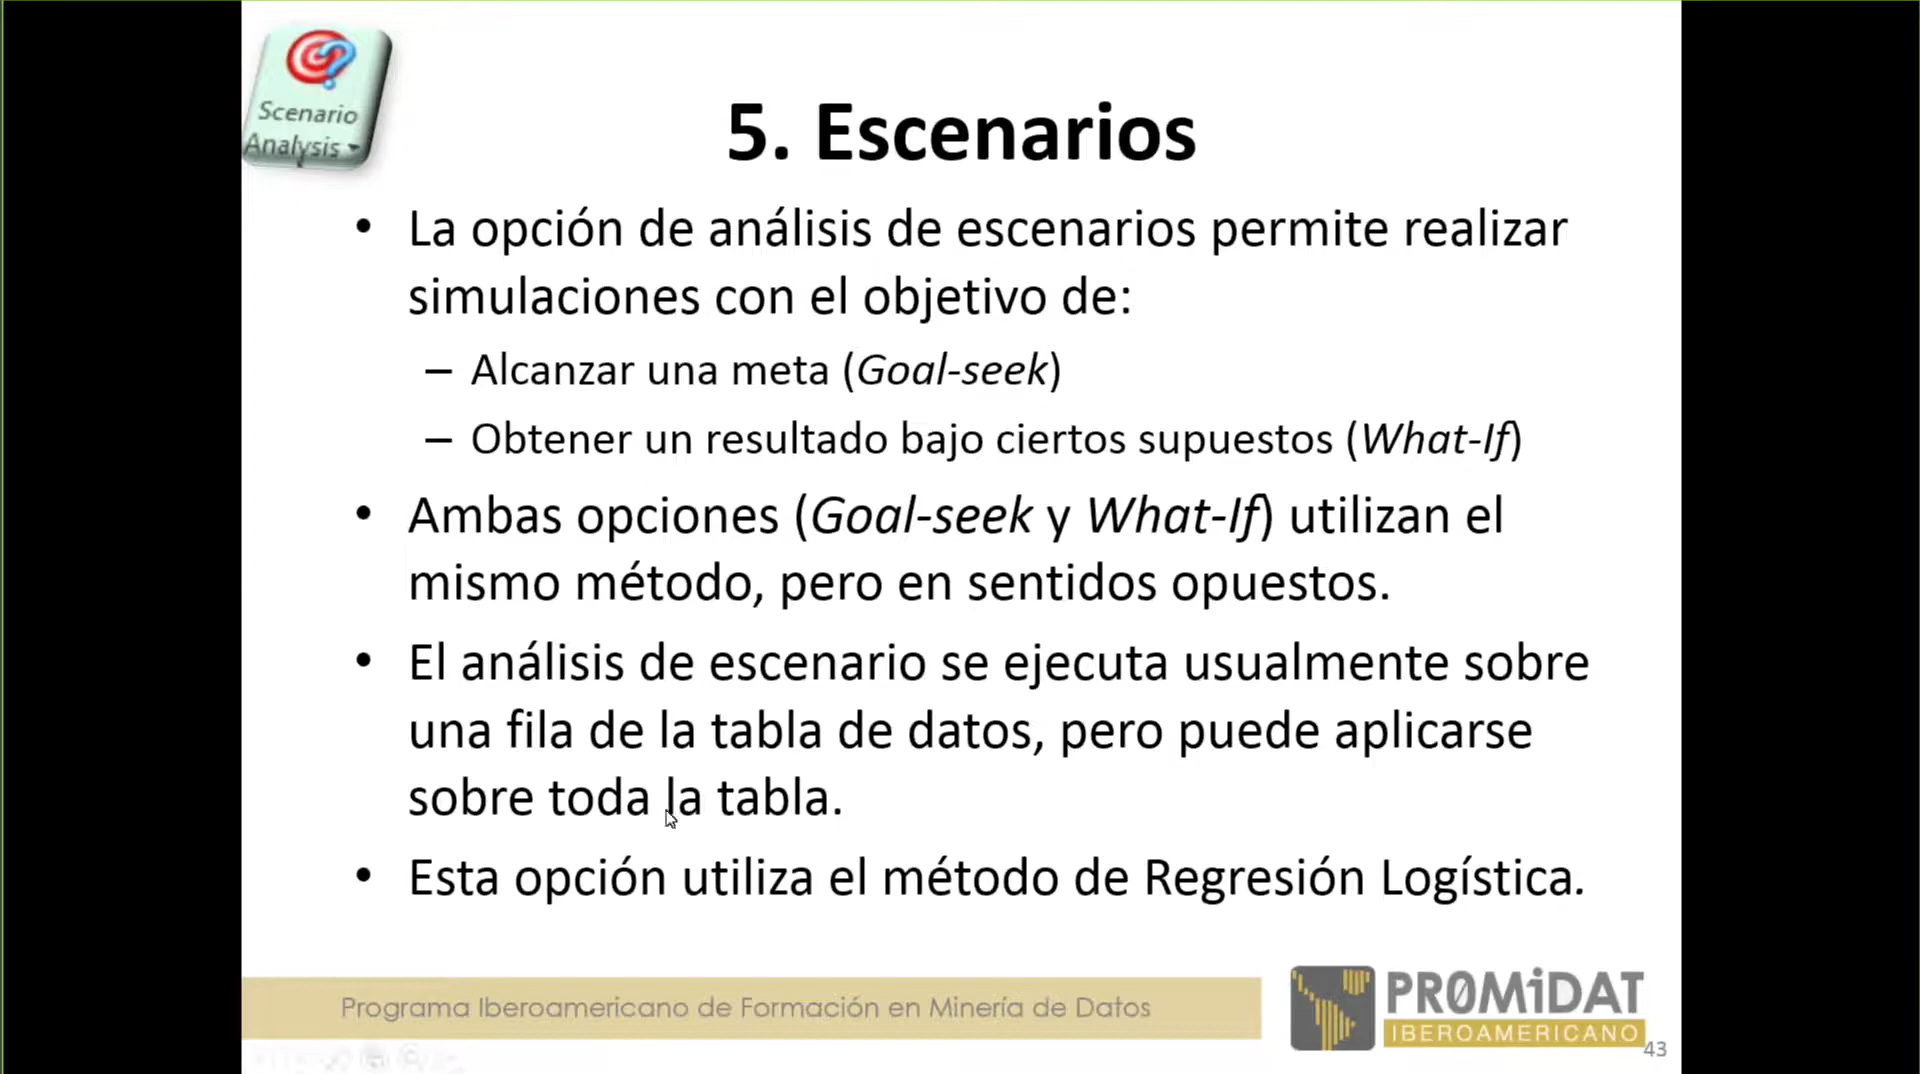 Scenario
Analysis
5. Escenarios
• La opción de análisis de escenarios permite realizar
simulaciones con el objetivo de:
– Alcanzar una meta (Goal-seek)
– Obtener un resultado bajo ciertos supuestos (What-If)
• Ambas opciones (Goal-seek y What-If) utilizan el
mismo método, pero en sentidos opuestos.
• El análisis de escenario se ejecuta usualmente sobre
una fila de la tabla de datos, pero puede aplicarse
sobre toda la tabla.
• Esta opción utiliza el método de Regresión Logística.
Programa Iberoamericano de Formación en Minería de Datos
PR0MiDAT
IBEROAMERICANO
43